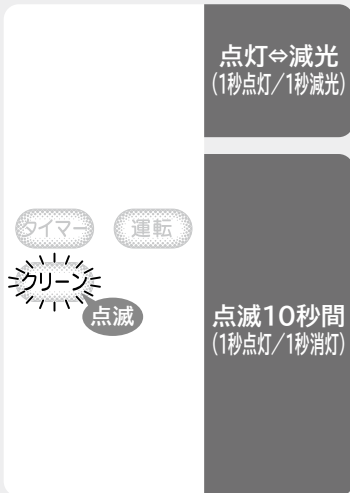 点灯⇔減光
(1秒点灯/1秒減光)
タイマー 運転
クリーン
点滅
点滅10秒間
(1秒点灯/1秒消灯)